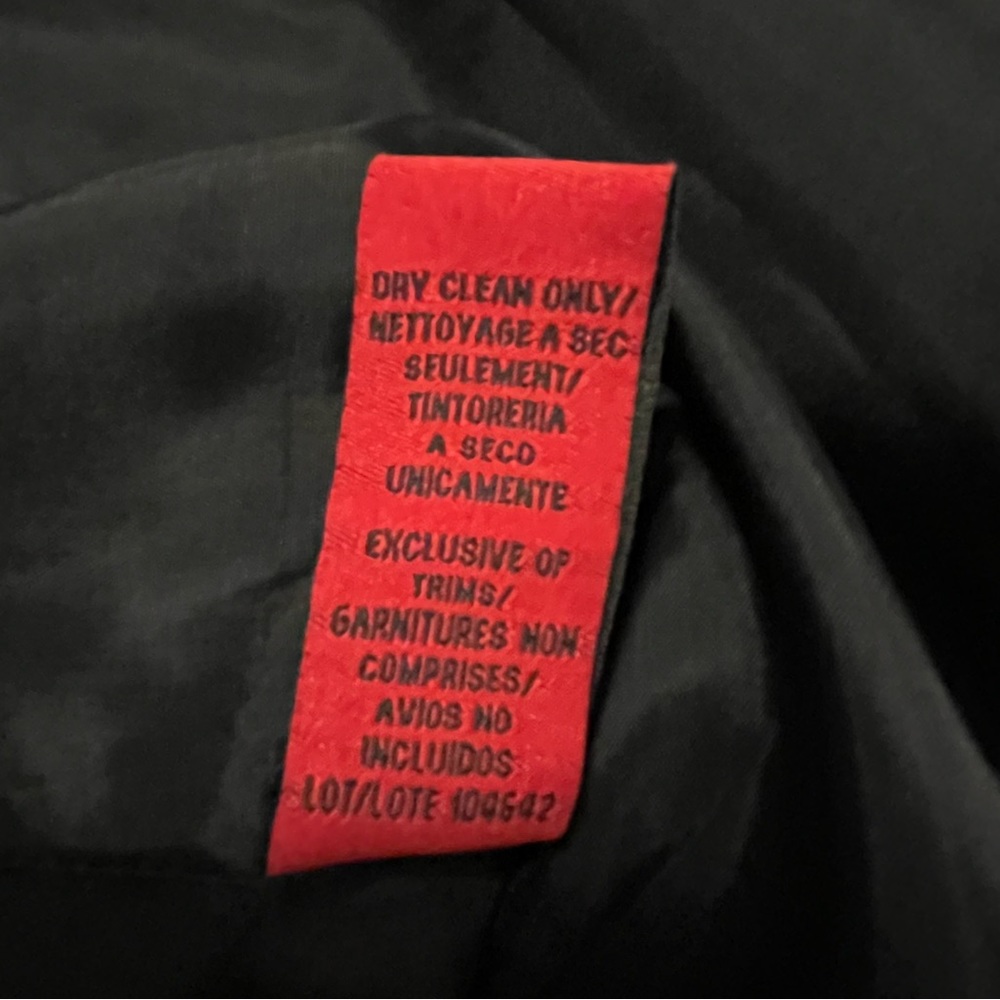 DRY CLEAN ONLY/
NETTOYAGE A SEC
SEULEMENT/
TINTORERIA
A SECO
UNICAMENTE
EXCLUSIVE OF
TRIMS/
GARNITURES NON
COMPRISES/
AVIOS NO
INCLUIDOS
LOT/LOTE 104642